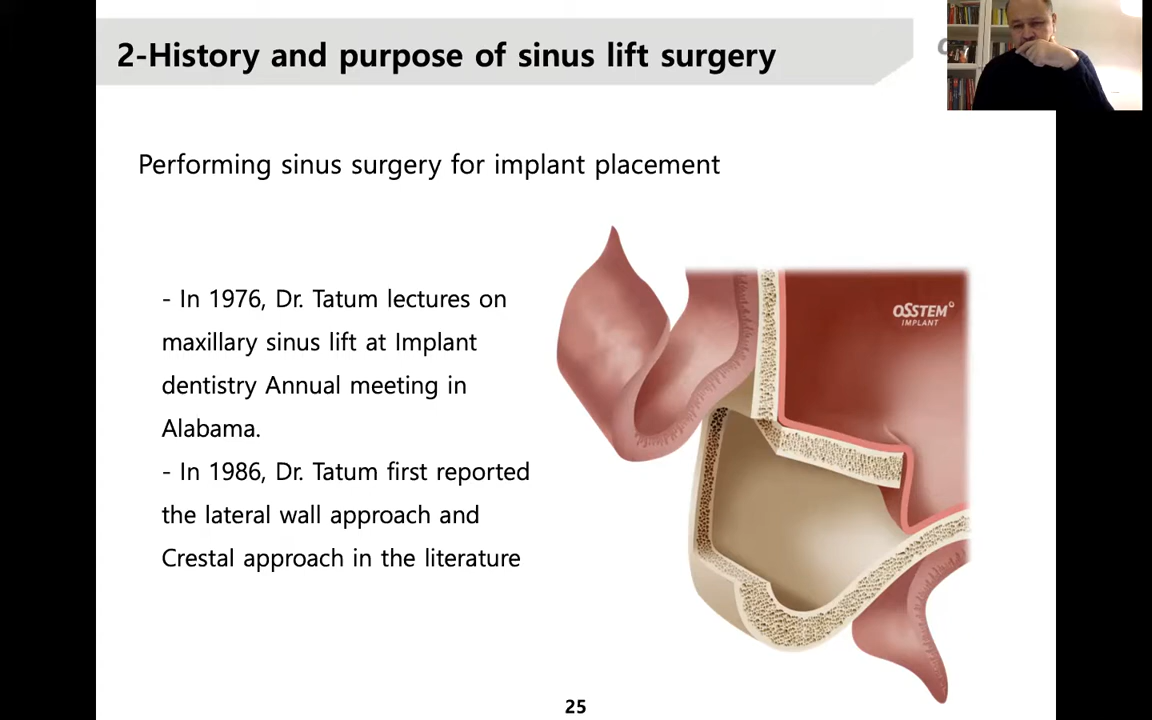 2-History and purpose of sinus lift surgery
Performing sinus surgery for implant placement
- In 1976, Dr. Tatum lectures on
maxillary sinus lift at Implant
dentistry Annual meeting in
Alabama.
- In 1986, Dr. Tatum first reported
the lateral wall approach and
Crestal approach in the literature
OSSTEM
IMPLANT
25